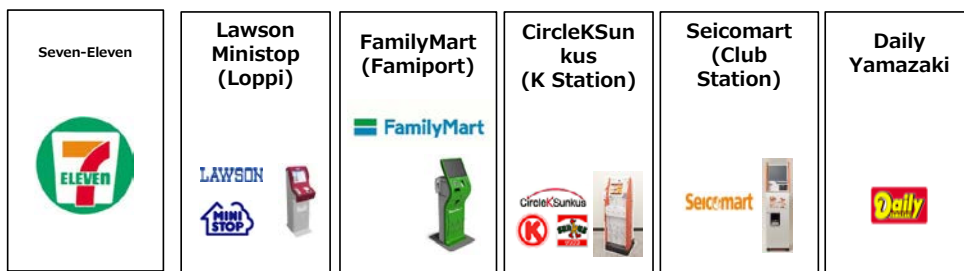 Seven-Eleven
7
ELEVEN
Lawson
Ministop
(Loppi)
LAWSON
MINI
STOP
FamilyMart
(Famiport)
FamilyMart
CircleKSun
kus
(K Station)
CircleKSunkus
K
Seicomart
(Club
Station)
Seicomart
Daily
Yamazaki
Daily